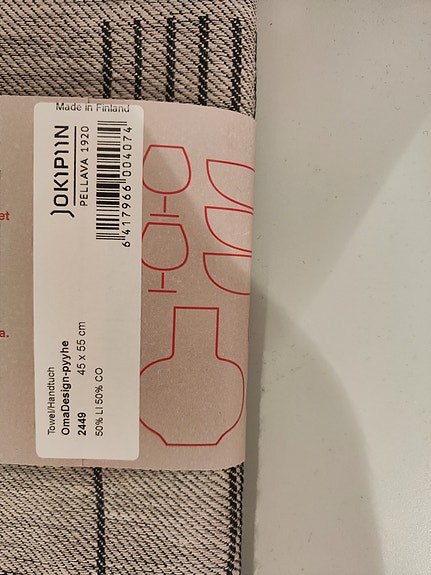 Made in Finland
JOKIPIIN
PELLAVA 1920
6 417966 004074
Towel/Handtuch
OmaDesign-pyyhe
2449 45 x 55 cm
50% LI 50% CO
et
a.